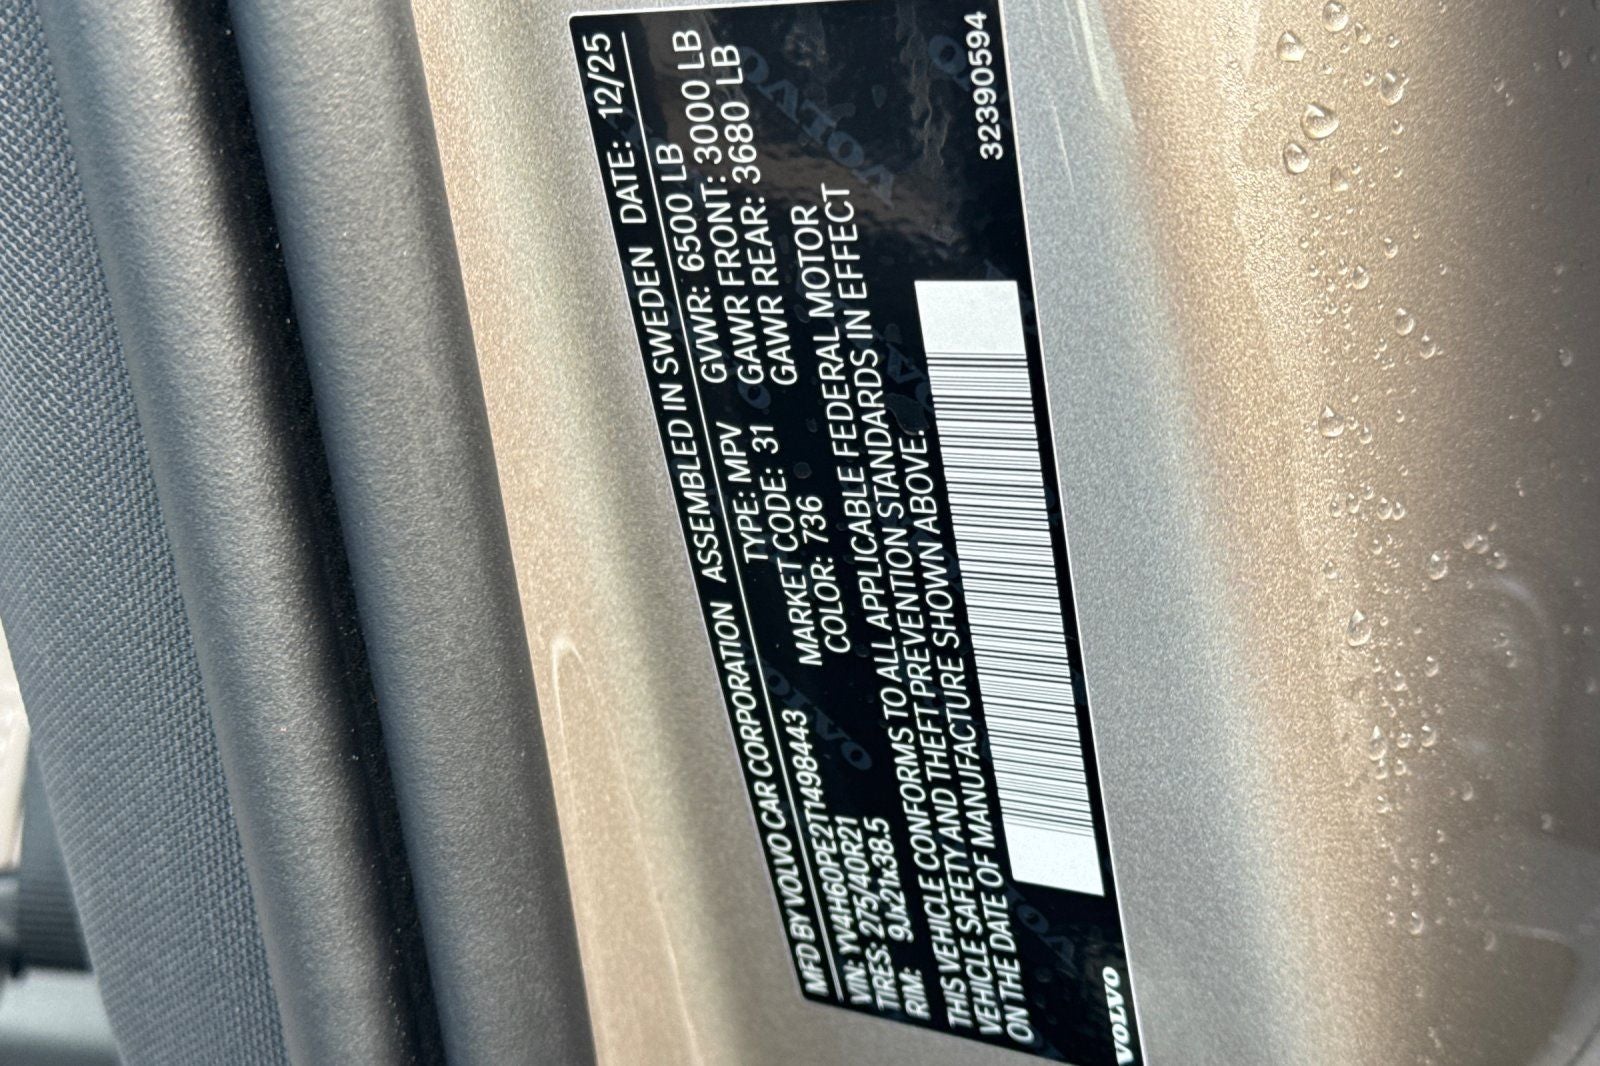 MFD BY VOLVO CAR CORPORATION ASSEMBLED IN SWEDEN DATE: 12/25
VIN: YV4H60PE2T1498443 TYPE: MPV GVWR: 6500 LB
TIRES: 275/40R21 MARKET CODE: 31 GAWR FRONT: 3000 LB
RIM: 9Jx21x38.5 COLOR: 736 GAWR REAR: 3680 LB
THIS VEHICLE CONFORMS TO ALL APPLICABLE FEDERAL MOTOR
VEHICLE SAFETY AND THEFT PREVENTION STANDARDS IN EFFECT
ON THE DATE OF MANUFACTURE SHOWN ABOVE.
VOLVO 32390594